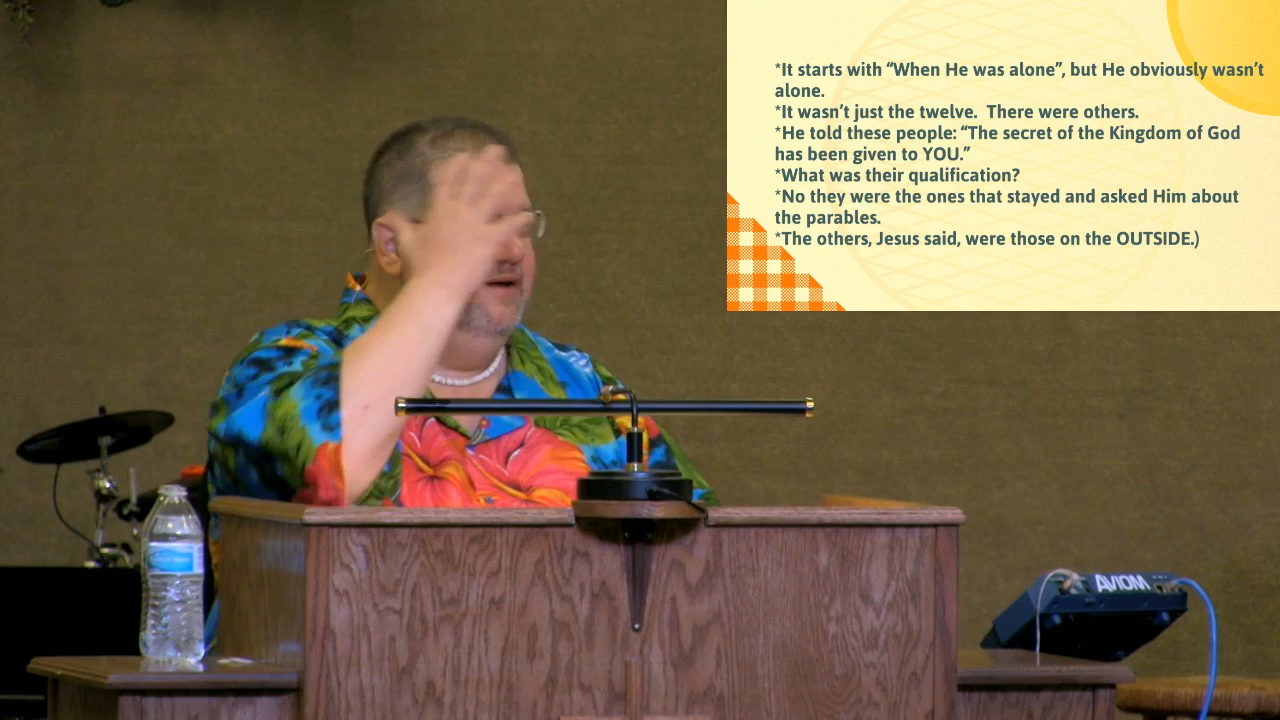 *It starts with “When He was alone”, but He obviously wasn’t
alone.
*It wasn’t just the twelve.  There were others.
*He told these people: “The secret of the Kingdom of God
has been given to YOU.”
*What was their qualification?
*No they were the ones that stayed and asked Him about
the parables.
*The others, Jesus said, were those on the OUTSIDE.)
AVIOM